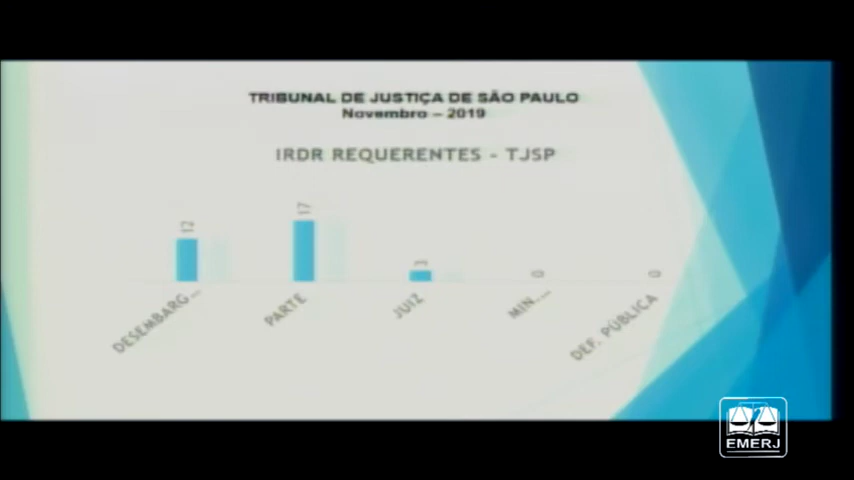 TRIBUNAL DE JUSTIÇA DE SÃO PAULO
Novembro – 2019
IRDR REQUERENTES - TJSP
12
17
3
0
0
DESEMBARG...
PARTE
JUIZ
MIN....
DEF. PÚBLICA
EMERJ